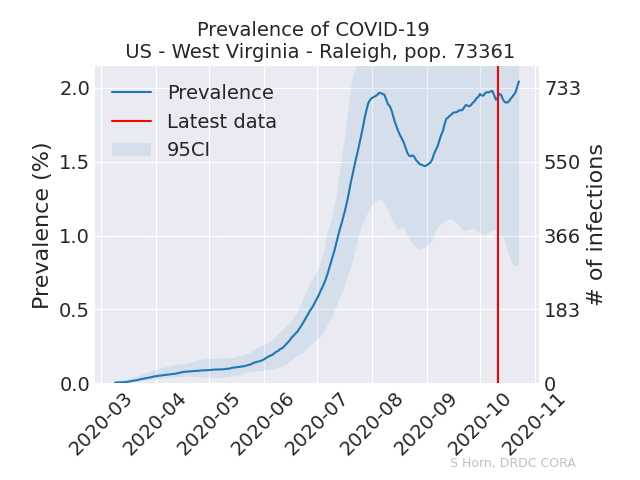 Prevalence of COVID-19
US - West Virginia - Raleigh, pop. 73361
Prevalence
Latest data
95CI
Prevalence (%)
2.0
1.5
1.0
0.5
0.0
733
550
366
183
0
# of infections
2020-03
2020-04
2020-05
2020-06
2020-07
2020-08
2020-09
2020-10
2020-11
S Horn, DRDC CORA